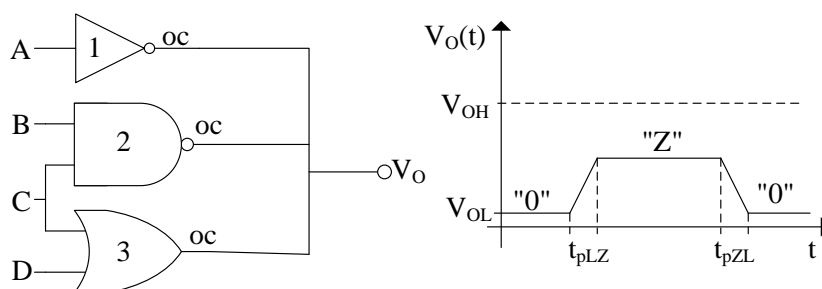 A
1
oc
B
2
oc
C
3
oc
D
V_O
V_O(t)
V_OH
"Z"
"0"
"0"
V_OL
t_pLZ
t_pZL
t